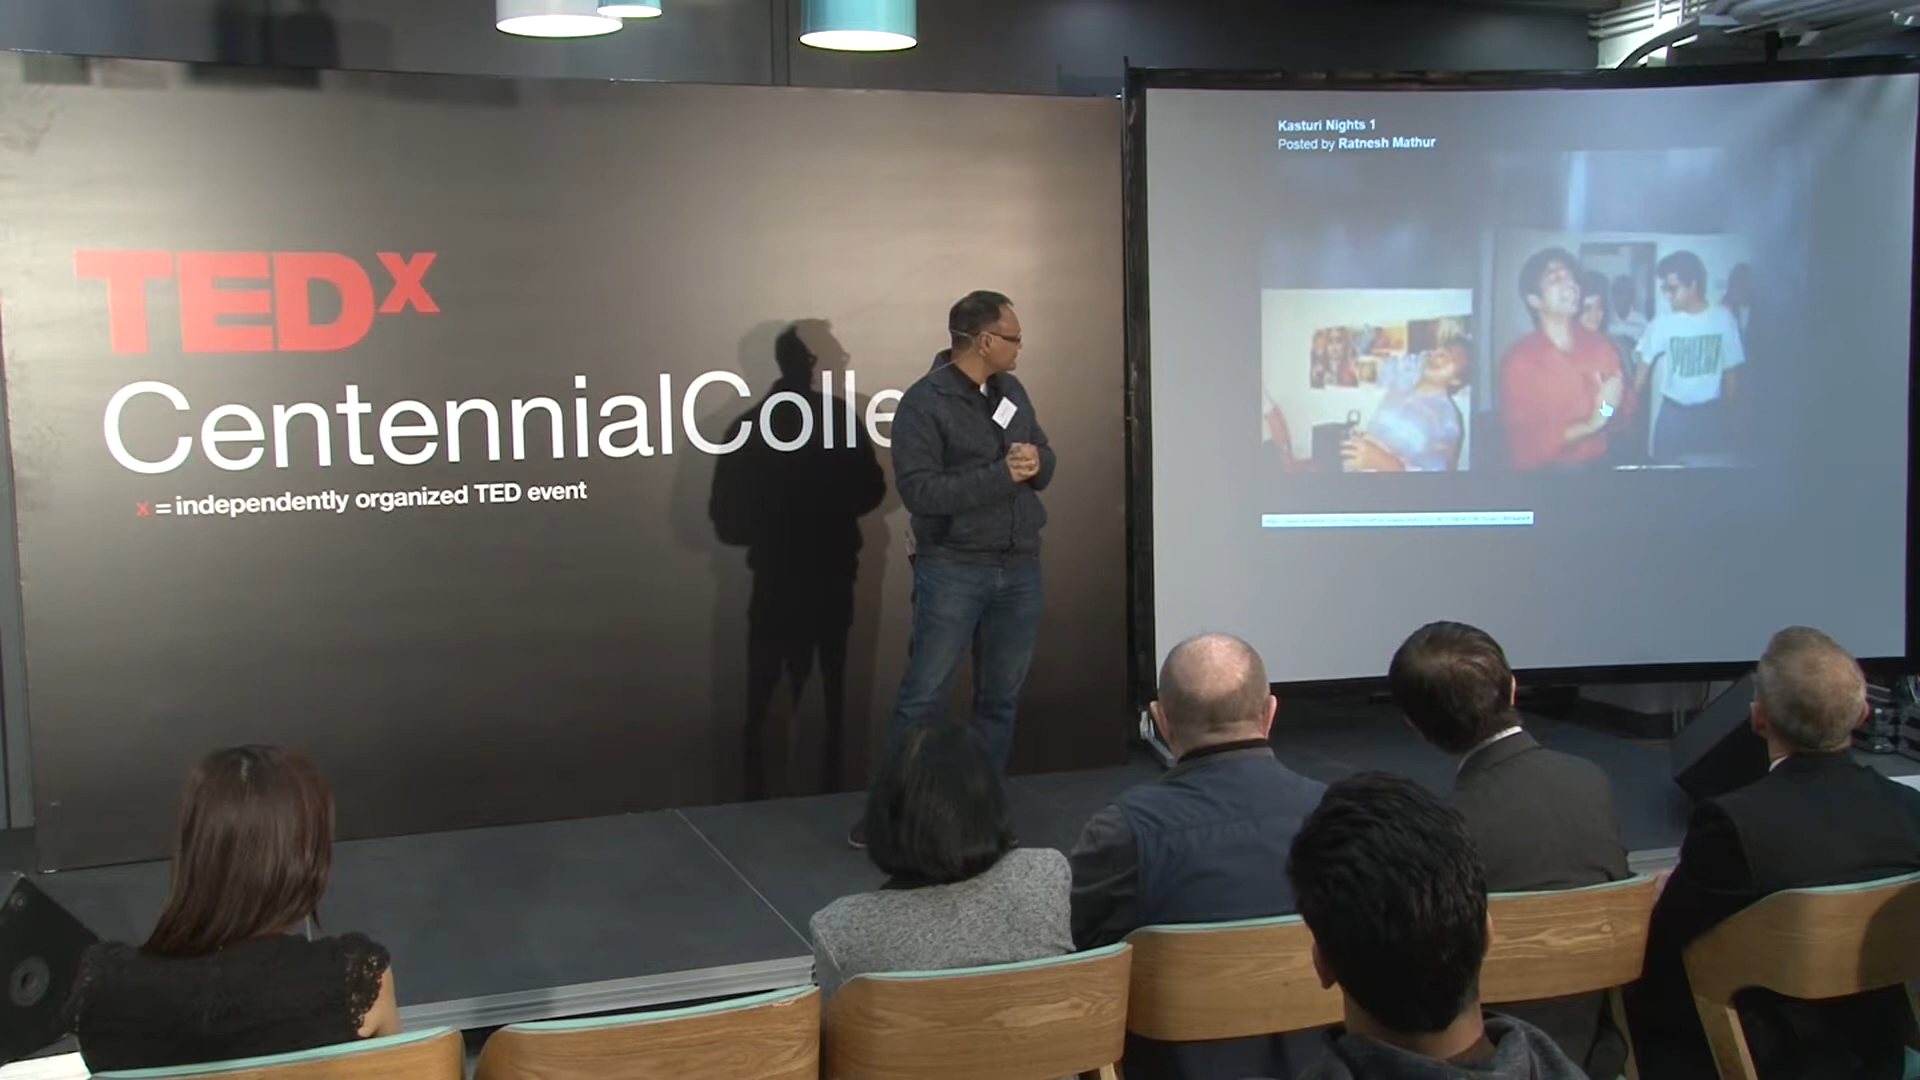 TEDx
CentennialColle
x = independently organized TED event
Kasturi Nights 1
Posted by Ratnesh Mathur